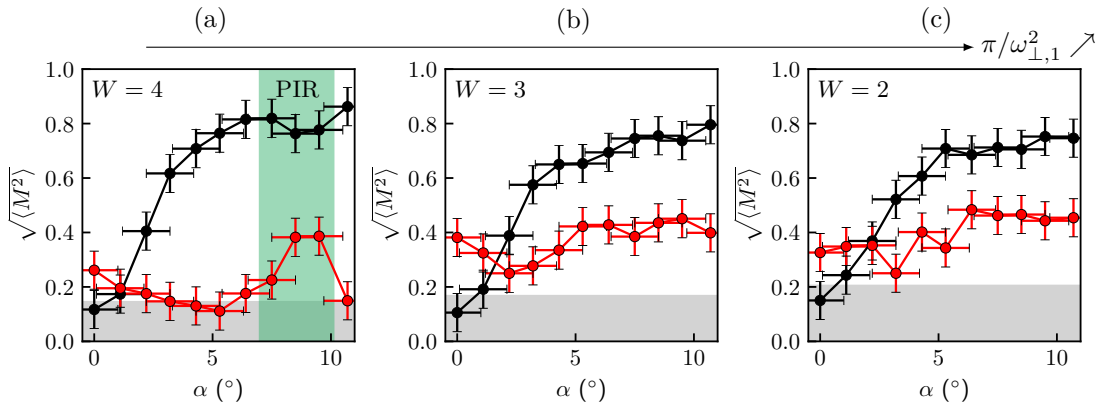 (a) (b) (c)
π/ω²⊥,1 ↗
W = 4 PIR W = 3 W = 2
1.0 1.0 1.0
0.8 0.8 0.8
0.6 0.6 0.6
0.4 0.4 0.4
0.2 0.2 0.2
0.0 0.0 0.0
√⟨M²⟩ √⟨M²⟩ √⟨M²⟩
0 5 10 0 5 10 0 5 10
α (°) α (°) α (°)